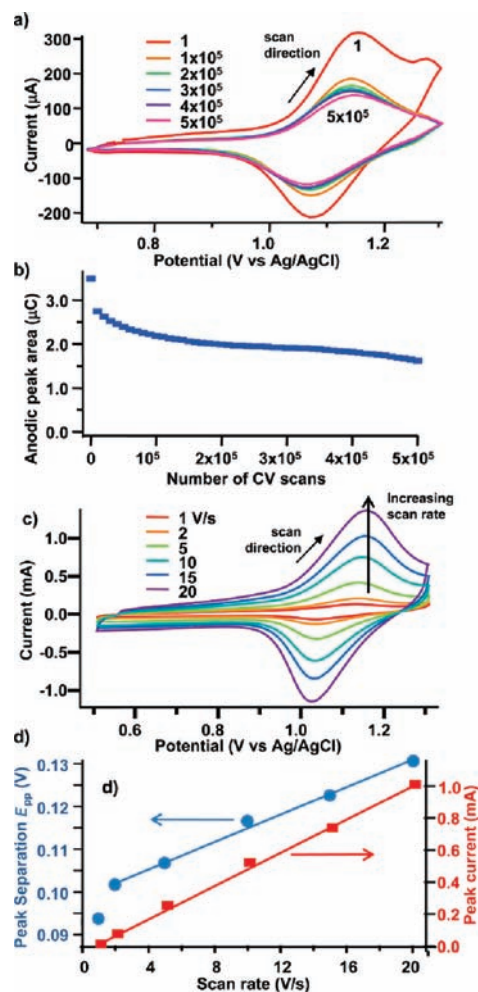 a)
300
200
100
0
-100
-200
Current (μA)
1
1x10⁵
2x10⁵
3x10⁵
4x10⁵
5x10⁵
scan
direction
1
5x10⁵
0.8
1.0
1.2
Potential (V vs Ag/AgCl)
b)
3.0
2.0
1.0
0.0
Anodic peak area (μC)
0
10⁵
2x10⁵
3x10⁵
4x10⁵
5x10⁵
Number of CV scans
c)
1.0
0.5
0.0
-0.5
-1.0
Current (mA)
1 V/s
2
5
10
15
20
scan
direction
Increasing
scan rate
0.6
0.8
1.0
1.2
Potential (V vs Ag/AgCl)
d)
0.13
0.12
0.11
0.10
0.09
Peak Separation Epp (V)
d)
1.0
0.8
0.6
0.4
0.2
0.0
Peak current (mA)
0
4
8
12
16
20
Scan rate (V/s)